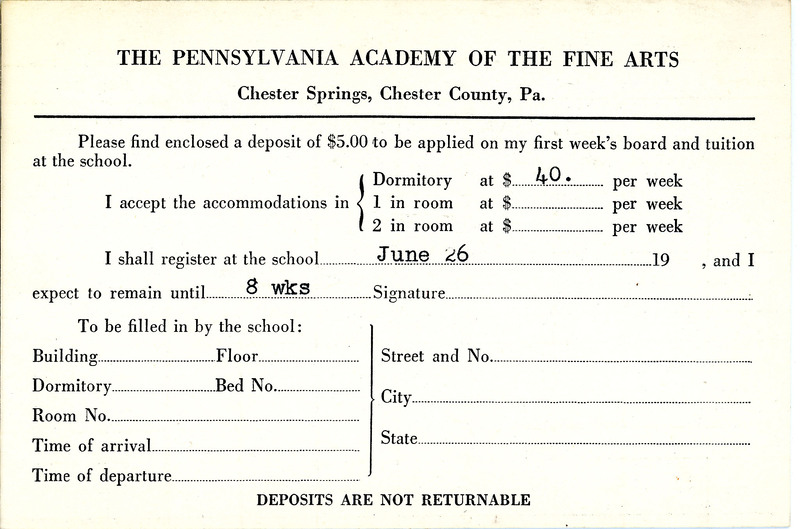 THE PENNSYLVANIA ACADEMY OF THE FINE ARTS
Chester Springs, Chester County, Pa.
Please find enclosed a deposit of $5.00 to be applied on my first week's board and tuition
at the school.
I accept the accommodations in { Dormitory at $ 40. per week
1 in room at $ per week
2 in room at $ per week
I shall register at the school June 26 19 , and I
expect to remain until 8 wks Signature
To be filled in by the school:
Building Floor
Dormitory Bed No.
Room No.
Time of arrival
Time of departure
Street and No.
City
State
DEPOSITS ARE NOT RETURNABLE